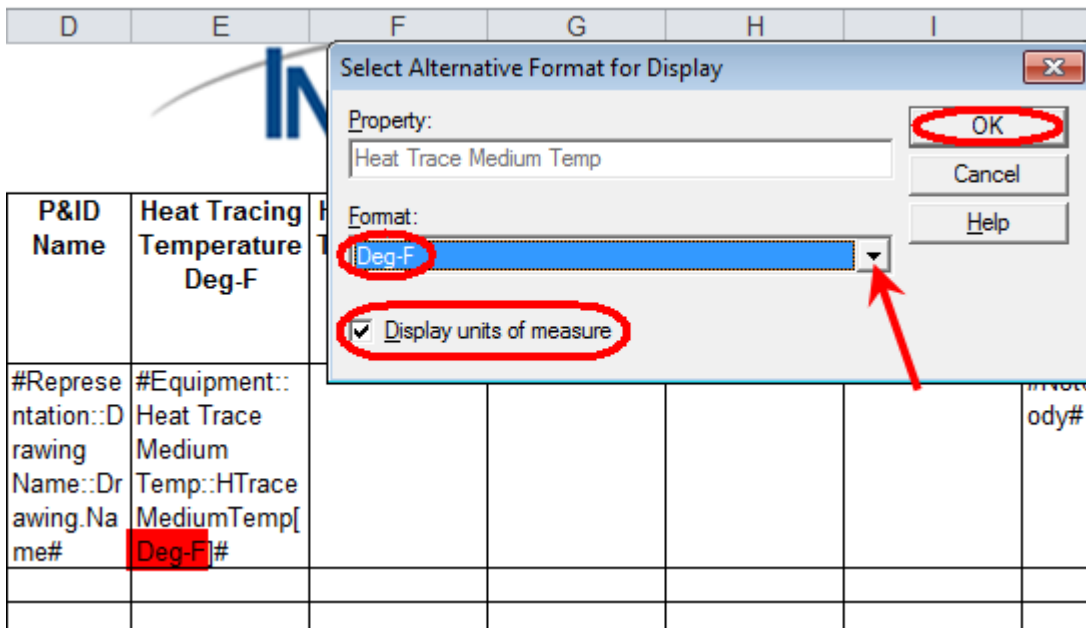 D E F G H I
IN
Select Alternative Format for Display
Property:
Heat Trace Medium Temp
OK
Cancel
Help
Format:
Deg-F
Display units of measure
P&ID
Name
Heat Tracing
Temperature
Deg-F
H
T
#Represe
ntation::D
rawing
Name::Dr
awing.Na
me#
#Equipment::
Heat Trace
Medium
Temp::HTrace
MediumTemp[
Deg-F]#
ody#